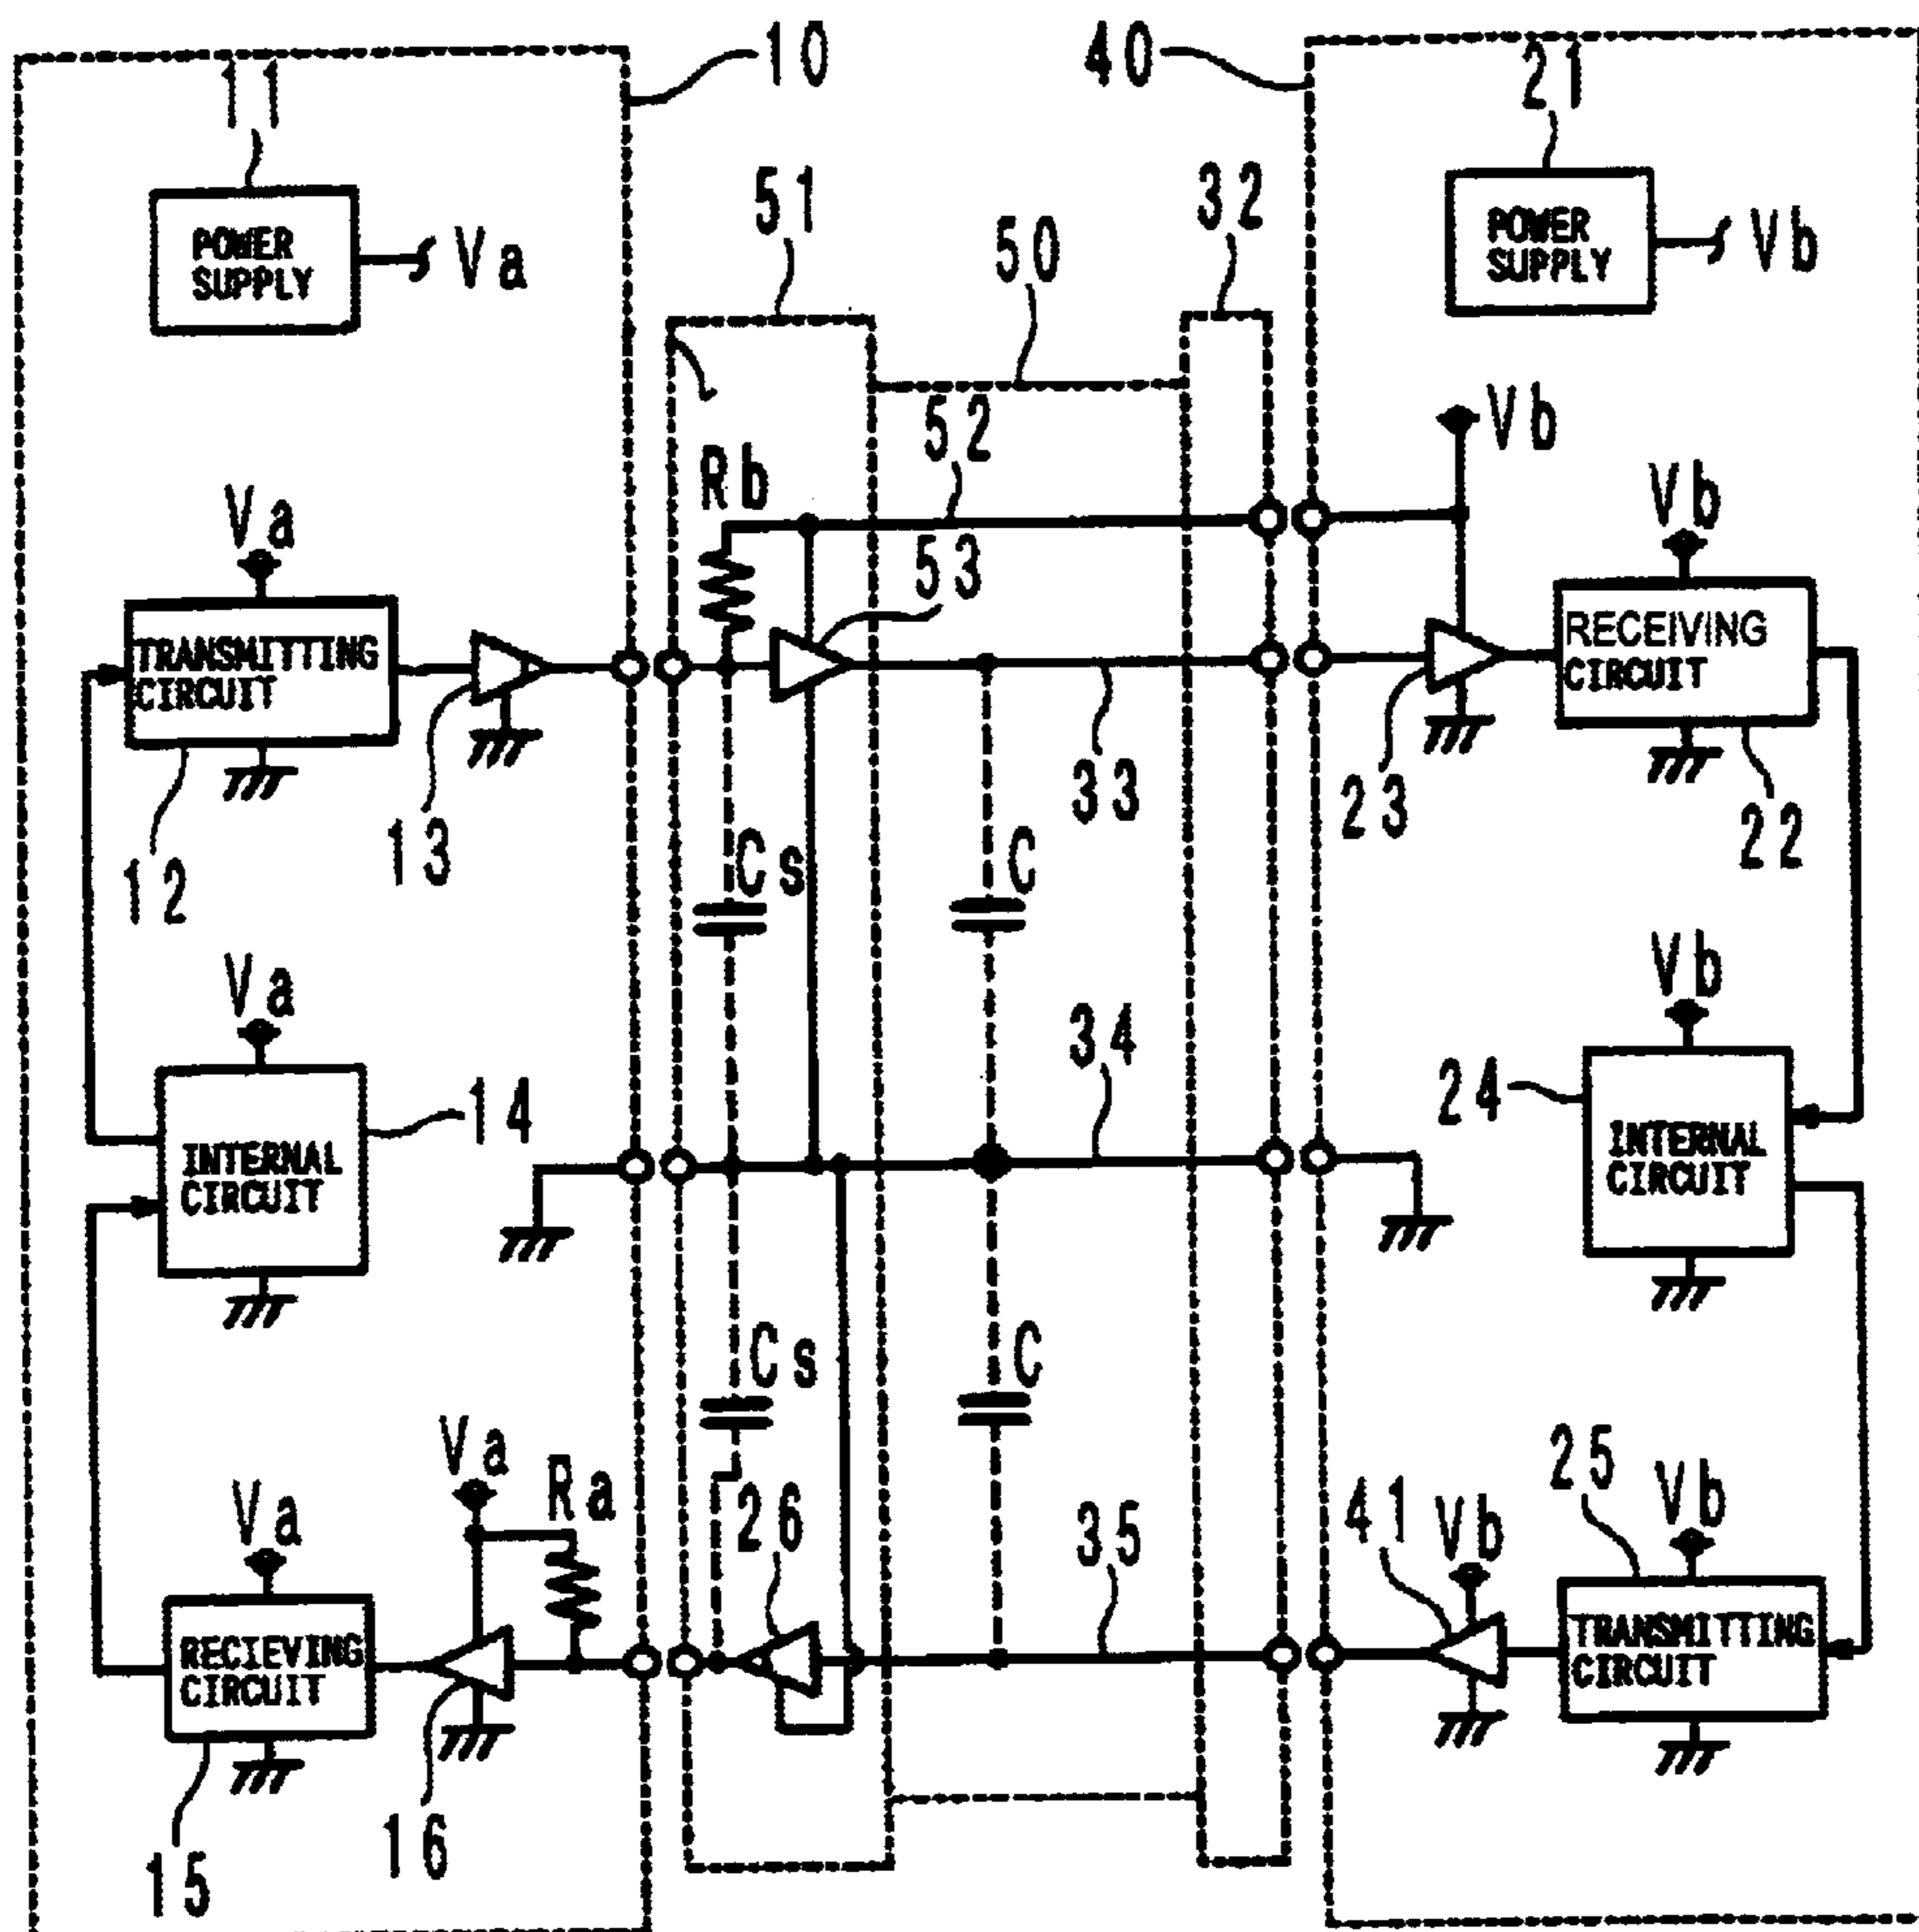 10
40
11
21
POWER
SUPPLY
Va
51
50
32
POWER
SUPPLY
Vb
52
Vb
Rb
53
Va
Vb
TRANSMITTING
CIRCUIT
RECEIVING
CIRCUIT
12
13
33
23
22
Cs
C
Va
Vb
34
14
24
INTERNAL
CIRCUIT
INTERNAL
CIRCUIT
Cs
C
Va
Ra
26
35
41
Vb
25
Vb
Va
RECIEVING
CIRCUIT
TRANSMITTING
CIRCUIT
15
16